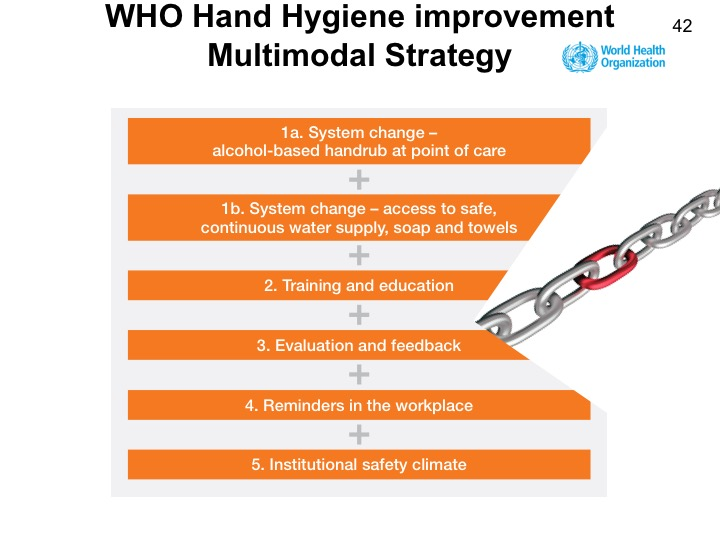 WHO Hand Hygiene improvement
Multimodal Strategy
42
World Health
Organization
1a. System change –
alcohol-based handrub at point of care
+
1b. System change – access to safe,
continuous water supply, soap and towels
+
2. Training and education
+
3. Evaluation and feedback
+
4. Reminders in the workplace
+
5. Institutional safety climate